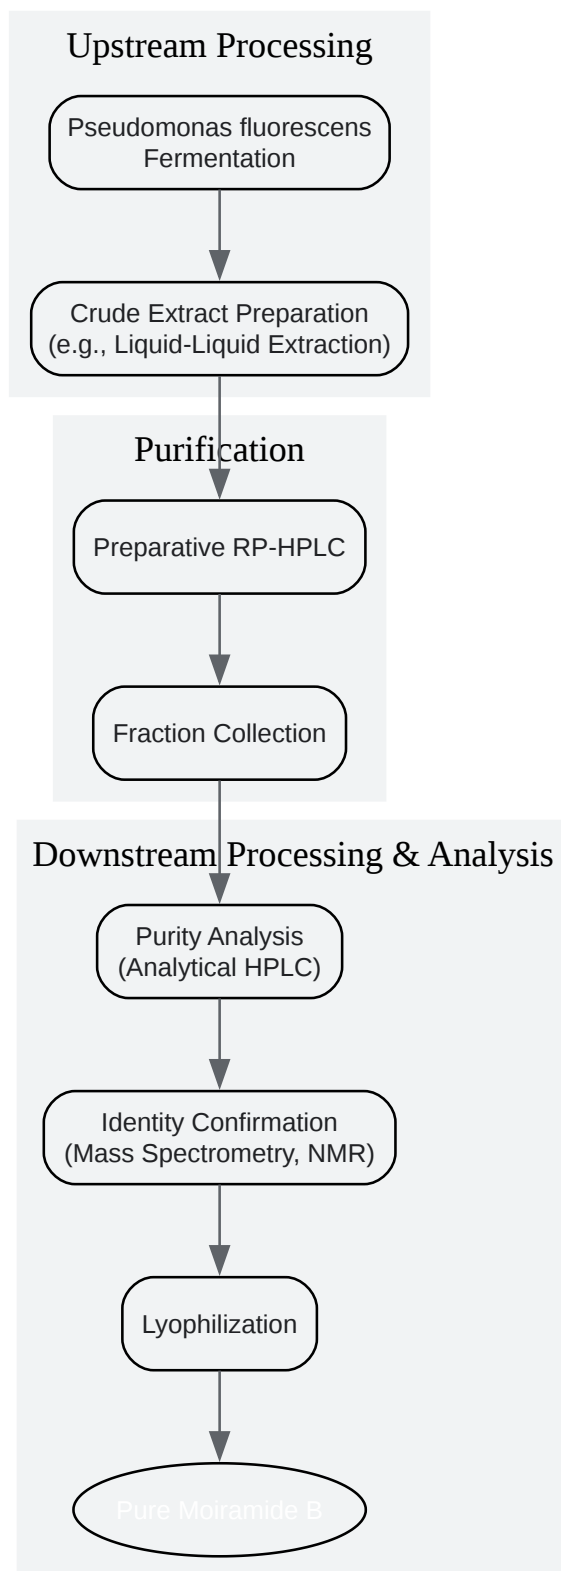 Upstream Processing
Pseudomonas fluorescens
Fermentation
Crude Extract Preparation
(e.g., Liquid-Liquid Extraction)
Purification
Preparative RP-HPLC
Fraction Collection
Downstream Processing & Analysis
Purity Analysis
(Analytical HPLC)
Identity Confirmation
(Mass Spectrometry, NMR)
Lyophilization
Pure Moiramide B